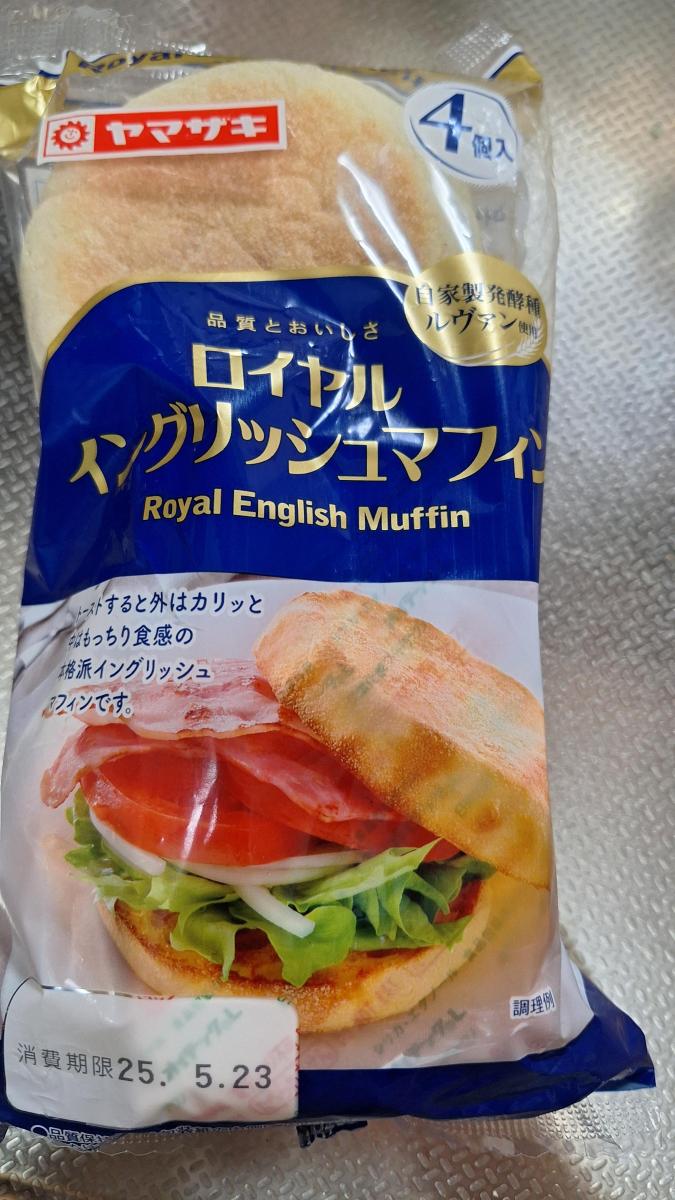 ヤマザキ
4個入
自家製発酵種
ルヴァン使用
品質とおいしさ
ロイヤル
イングリッシュマフィン
Royal English Muffin
トーストすると外はカリッと
中はもっちり食感の
本格派イングリッシュ
マフィンです。
調理例
消費期限25. 5.23